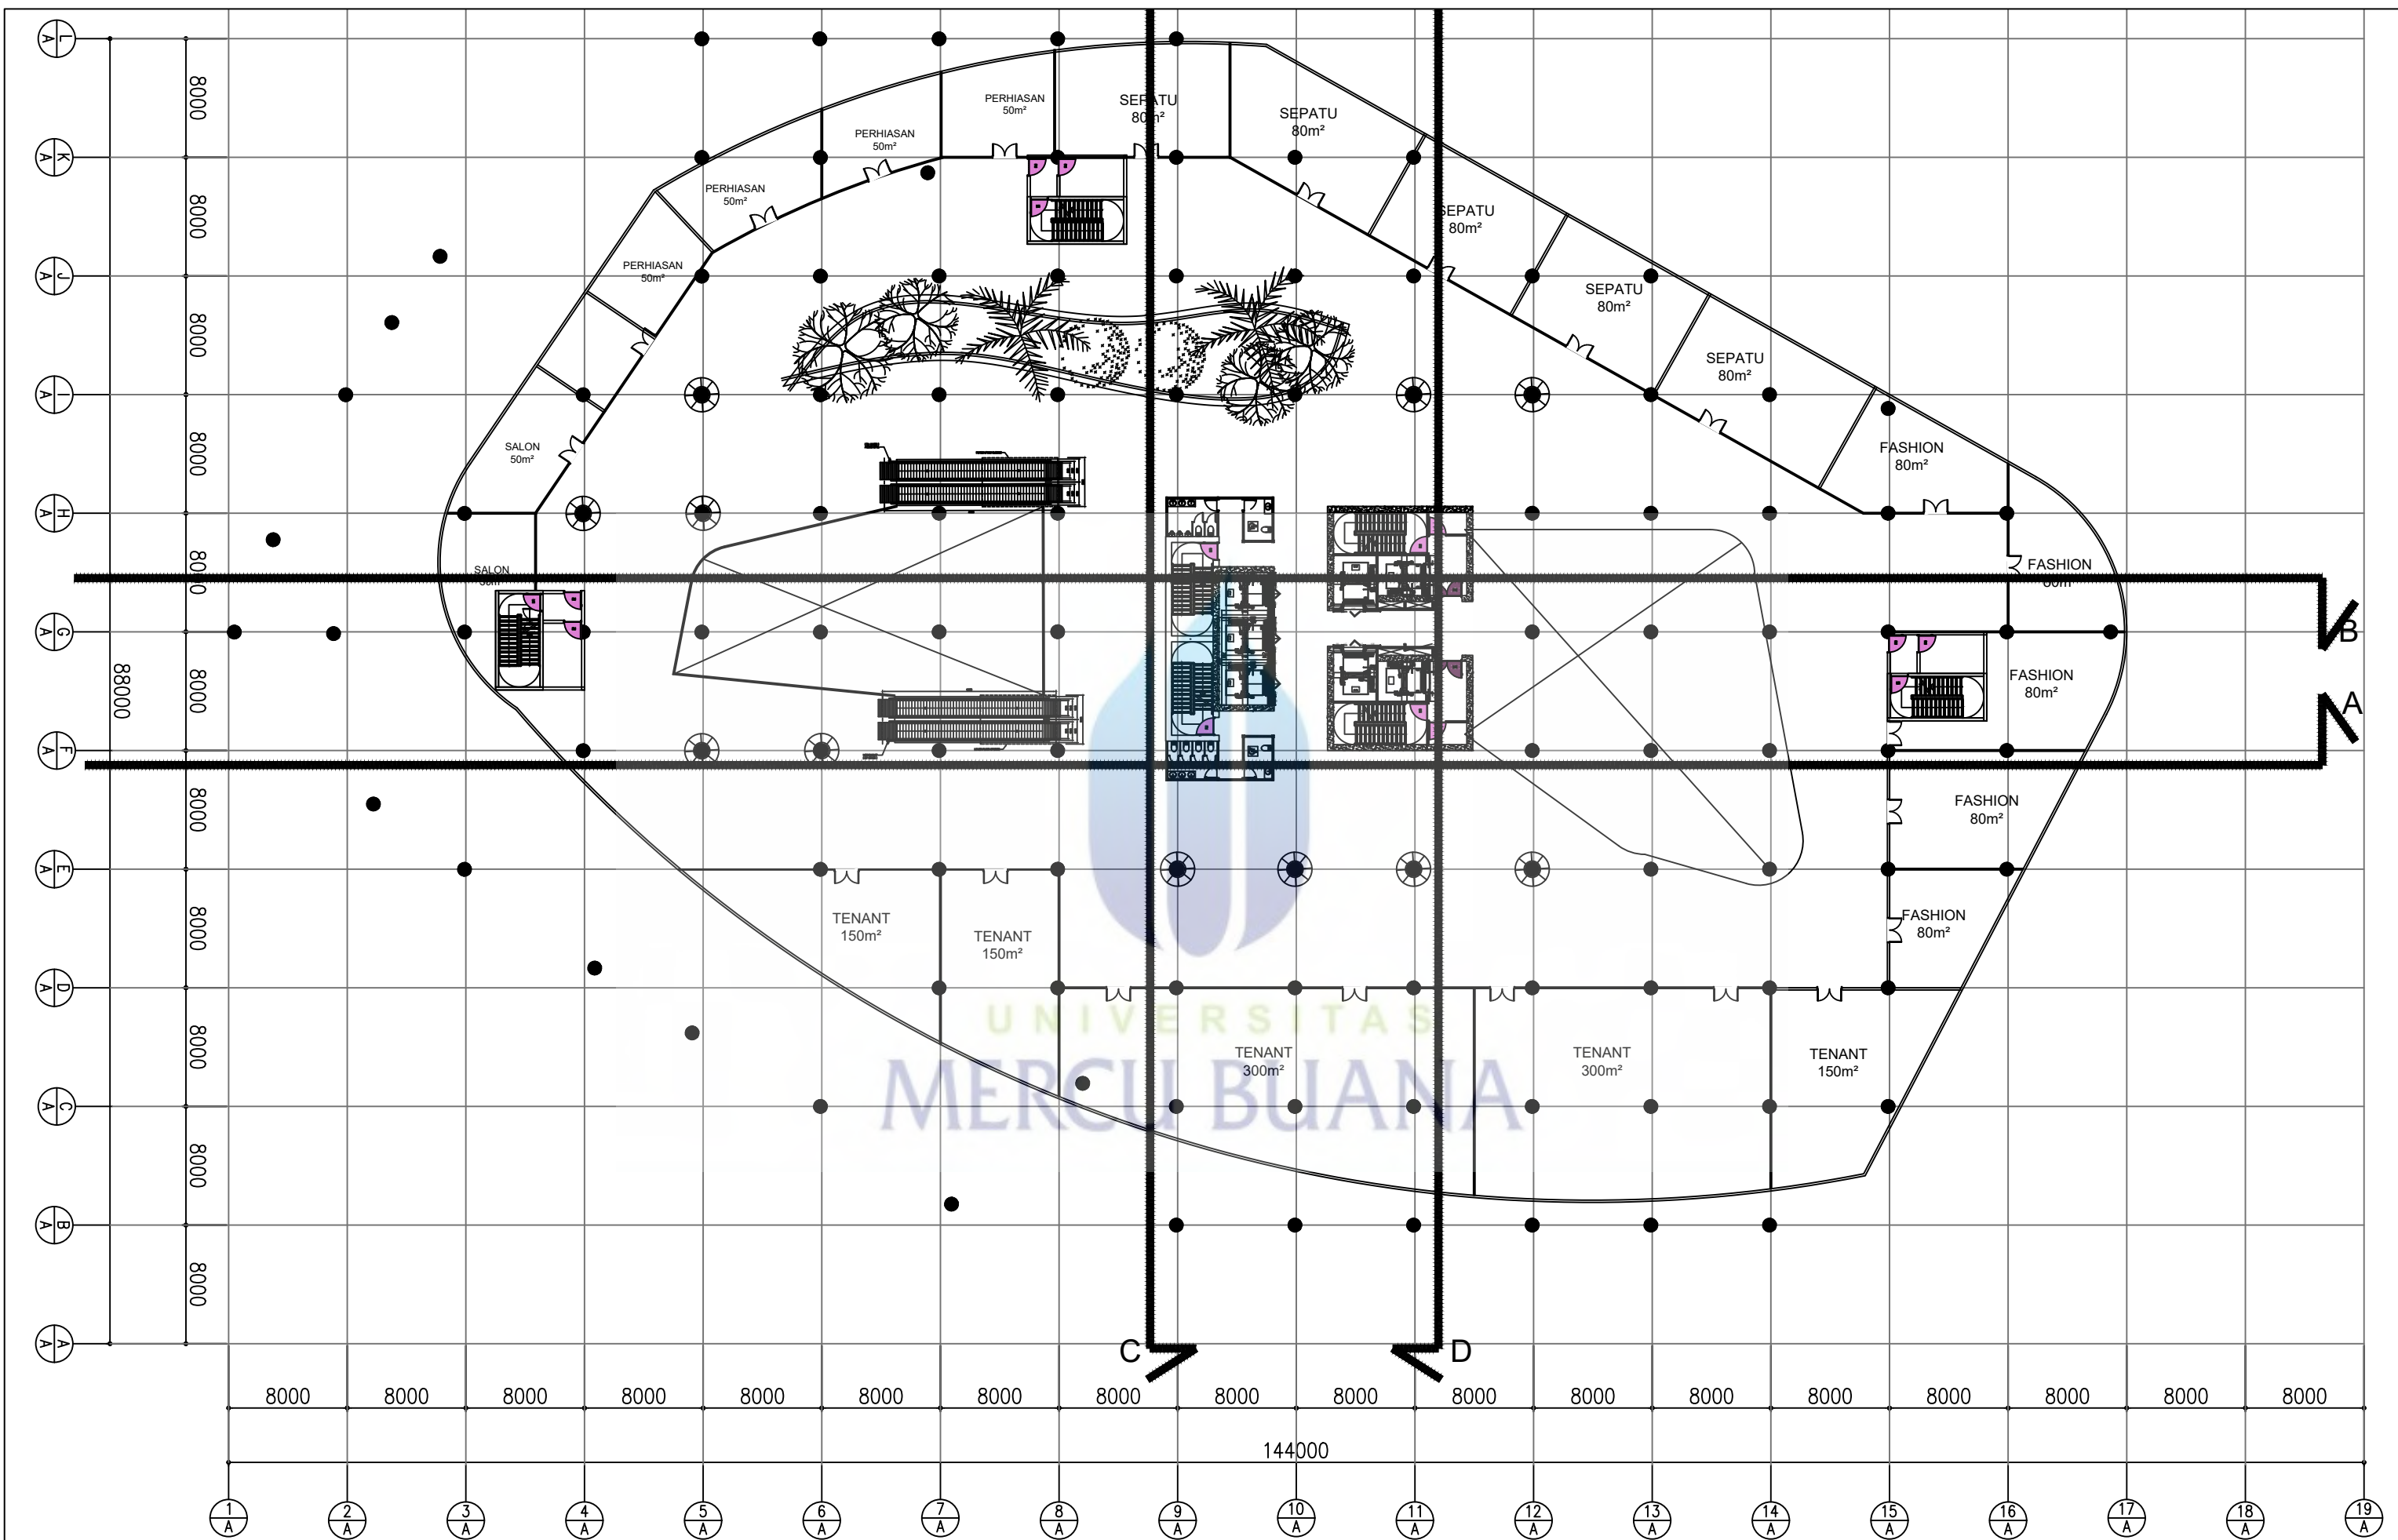 L
A
8000
K
A
8000
J
A
8000
I
A
8000
H
A
8000
G
A
8000
F
A
8000
E
A
8000
D
A
8000
C
A
8000
B
A
8000
A
A
88000
PERHIASAN
50m²
SEPATU
80m²
SEPATU
80m²
PERHIASAN
50m²
PERHIASAN
50m²
SEPATU
80m²
PERHIASAN
50m²
SEPATU
80m²
SEPATU
80m²
SALON
50m²
FASHION
80m²
SALON
50m²
FASHION
80m²
B
FASHION
80m²
A
FASHION
80m²
TENANT
150m²
TENANT
150m²
FASHION
80m²
UNIVERSITAS
MERCU BUANA
TENANT
300m²
TENANT
300m²
TENANT
150m²
C
D
8000 8000 8000 8000 8000 8000 8000 8000 8000 8000 8000 8000 8000 8000 8000 8000 8000 8000
144000
1 2 3 4 5 6 7 8 9 10 11 12 13 14 15 16 17 18 19
A A A A A A A A A A A A A A A A A A A